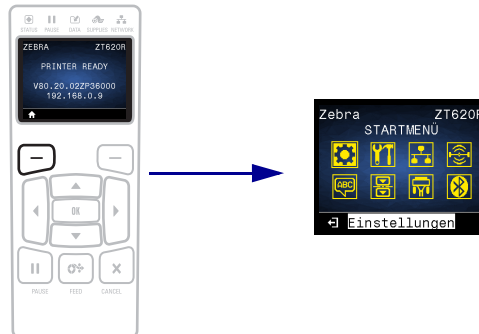 STATUS PAUSE DATA SUPPLIES NETWORK
ZEBRA ZT620R
PRINTER READY
V80.20.02ZP36000
192.168.0.9
OK
PAUSE FEED CANCEL
Zebra ZT620R
STARTMENÜ
ABC
Einstellungen